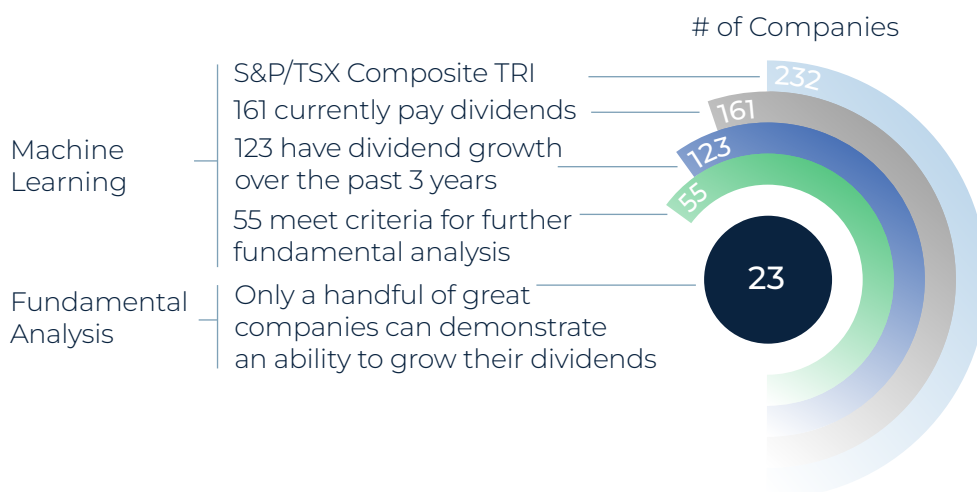 # of Companies
S&P/TSX Composite TRI
232
161 currently pay dividends
161
Machine
Learning
123 have dividend growth
over the past 3 years
123
55 meet criteria for further
fundamental analysis
55
Fundamental
Analysis
Only a handful of great
companies can demonstrate
an ability to grow their dividends
23